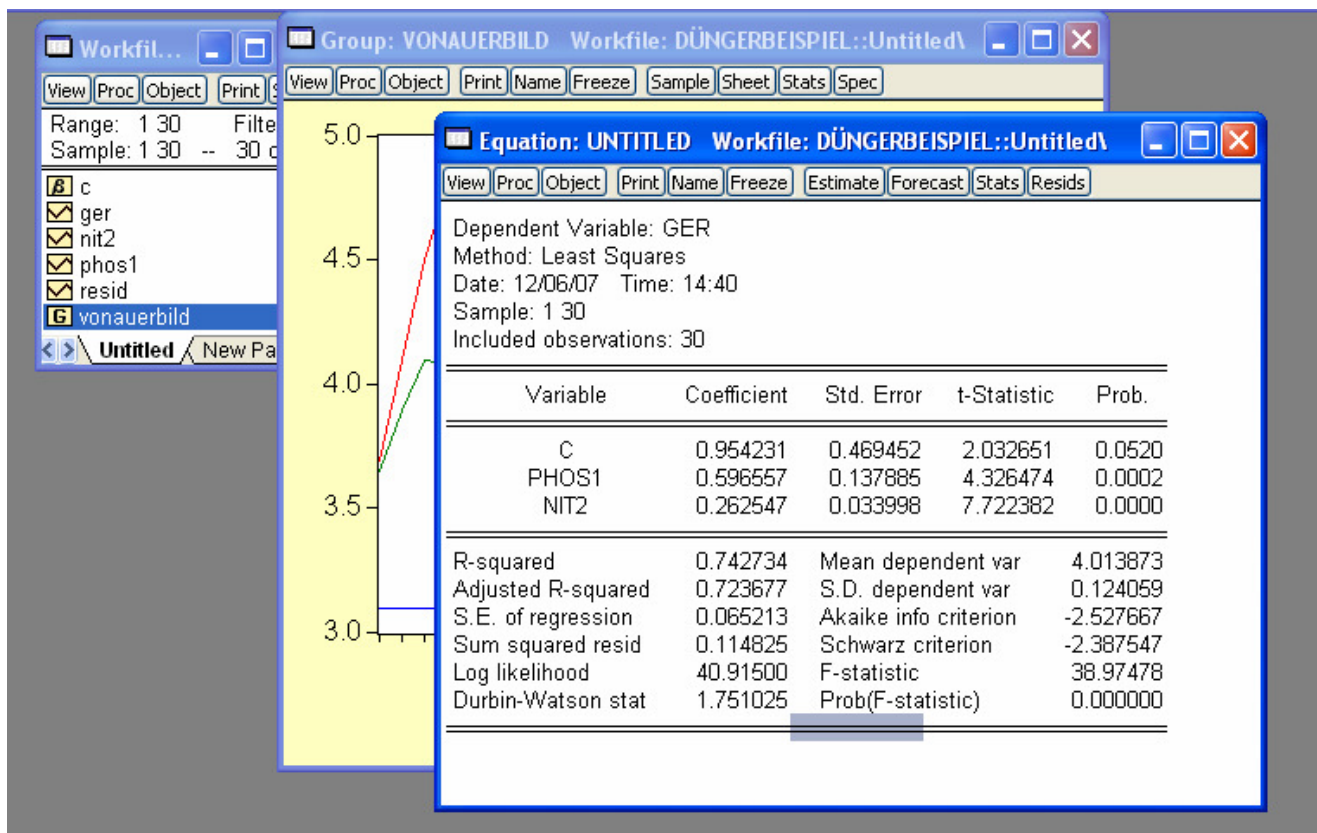 Workfil...
View Proc Object Print
Range: 1 30 Filte
Sample: 1 30 --
β c
ger
nit2
phos1
resid
G vonauerbild
Untitled New Pa
Group: VONAUERBILD Workfile: DÜNGERBEISPIEL::Untitled\
View Proc Object Print Name Freeze Sample Sheet Stats Spec
5.0
4.5
4.0
3.5
3.0
Equation: UNTITLED Workfile: DÜNGERBEISPIEL::Untitled\
View Proc Object Print Name Freeze Estimate Forecast Stats Resids
Dependent Variable: GER
Method: Least Squares
Date: 12/06/07 Time: 14:40
Sample: 1 30
Included observations: 30
Variable Coefficient Std. Error t-Statistic Prob.
C 0.954231 0.469452 2.032651 0.0520
PHOS1 0.596557 0.137885 4.326474 0.0002
NIT2 0.262547 0.033998 7.722382 0.0000
R-squared 0.742734 Mean dependent var 4.013873
Adjusted R-squared 0.723677 S.D. dependent var 0.124059
S.E. of regression 0.065213 Akaike info criterion -2.527667
Sum squared resid 0.114825 Schwarz criterion -2.387547
Log likelihood 40.91500 F-statistic 38.97478
Durbin-Watson stat 1.751025 Prob(F-statistic) 0.000000